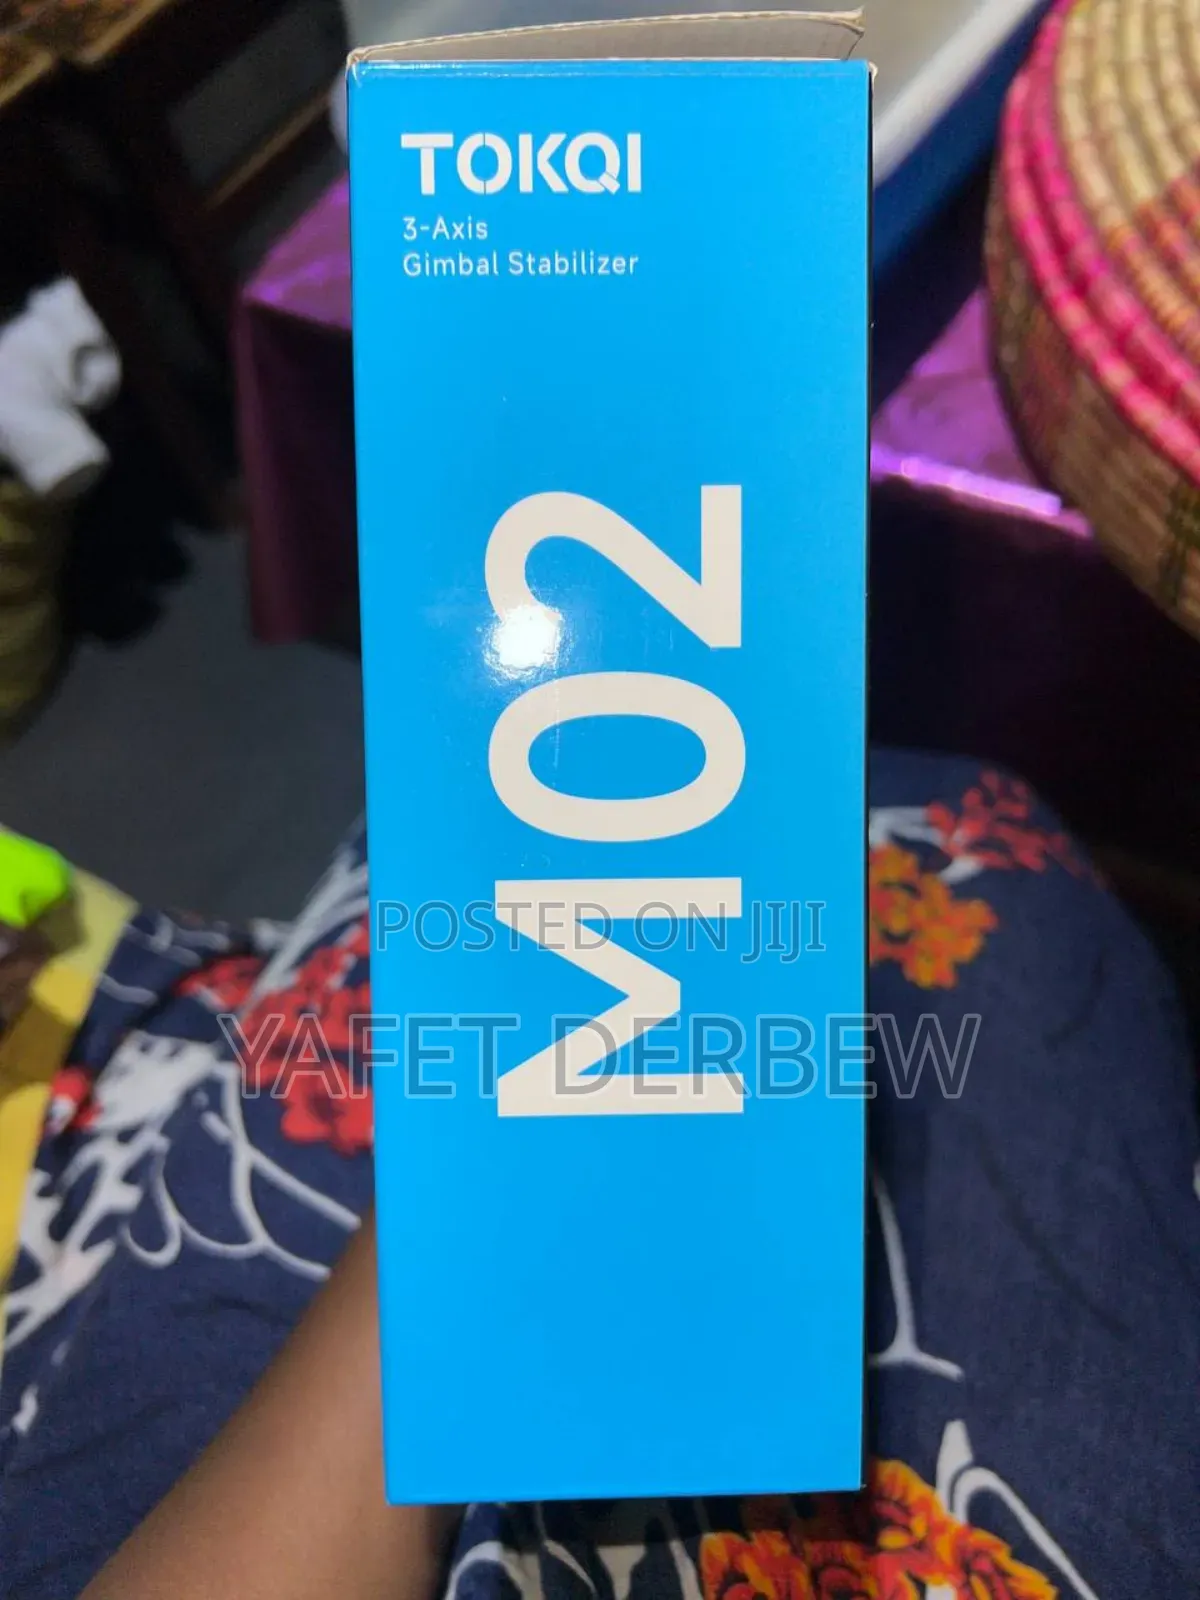 TOKQI
3-Axis
Gimbal Stabilizer
M02
POSTED ON JIJI
YAFET DERBEW